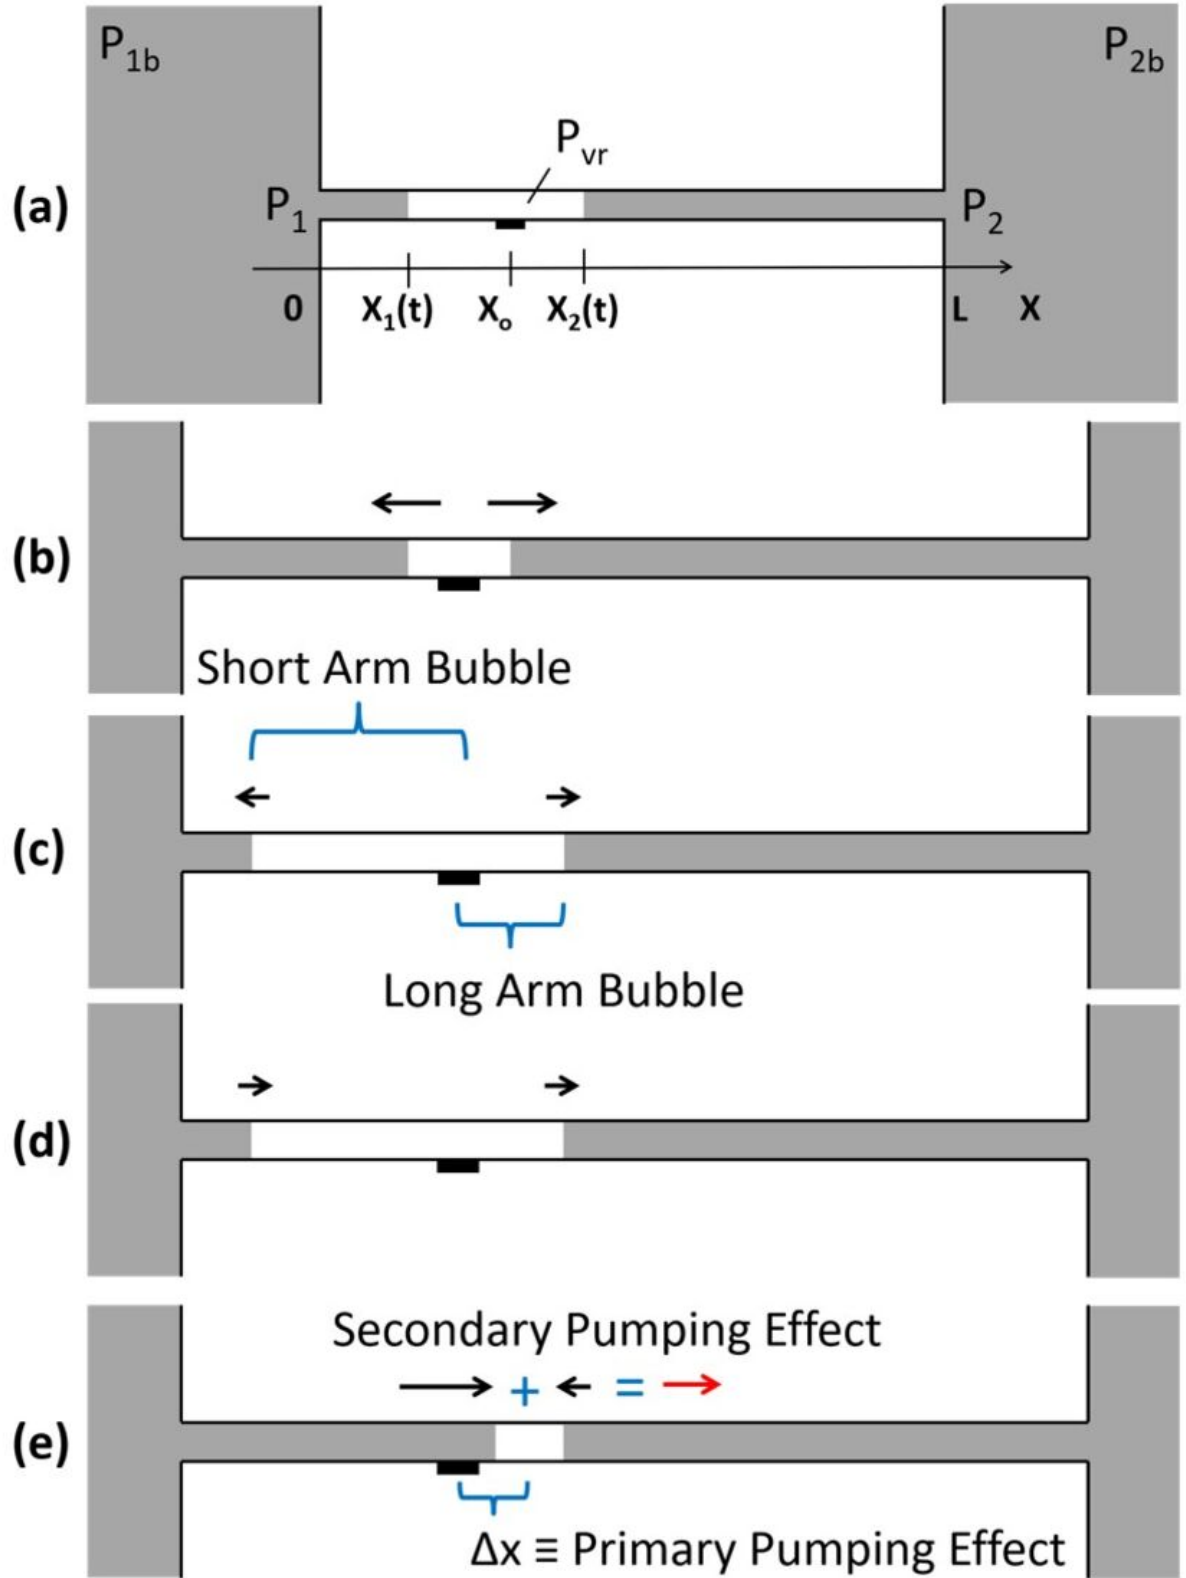 P₁b P₂b
Pvr
(a)
P₁ P₂
0 X₁(t) Xₒ X₂(t) L X
(b)
Short Arm Bubble
(c)
Long Arm Bubble
(d)
Secondary Pumping Effect
+ =
(e)
Δx ≡ Primary Pumping Effect